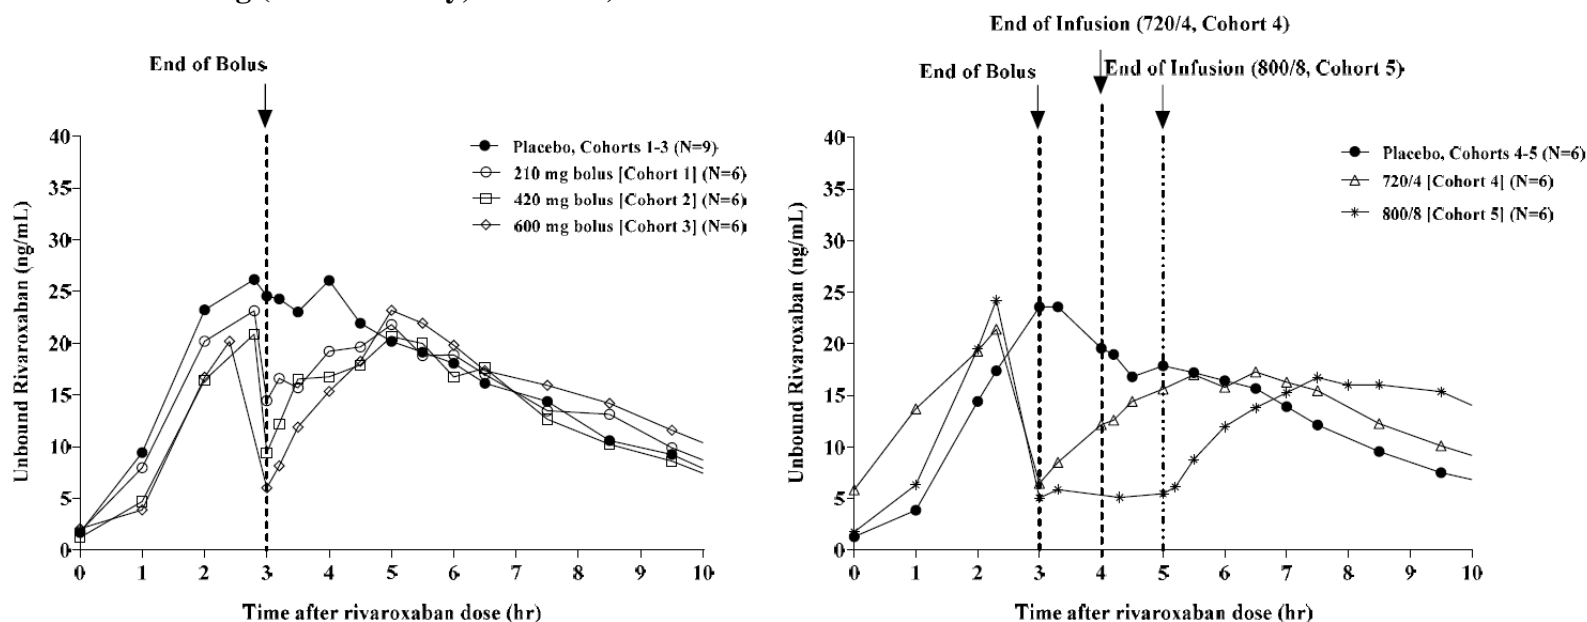 End of Infusion (720/4, Cohort 4)
End of Bolus
End of Bolus
End of Infusion (800/8, Cohort 5)
Unbound Rivaroxaban (ng/mL)
40
35
30
25
20
15
10
5
0
Placebo, Cohorts 1-3 (N=9)
210 mg bolus [Cohort 1] (N=6)
420 mg bolus [Cohort 2] (N=6)
600 mg bolus [Cohort 3] (N=6)
0 1 2 3 4 5 6 7 8 9 10
Time after rivaroxaban dose (hr)
Unbound Rivaroxaban (ng/mL)
40
35
30
25
20
15
10
5
0
Placebo, Cohorts 4-5 (N=6)
720/4 [Cohort 4] (N=6)
800/8 [Cohort 5] (N=6)
0 1 2 3 4 5 6 7 8 9 10
Time after rivaroxaban dose (hr)